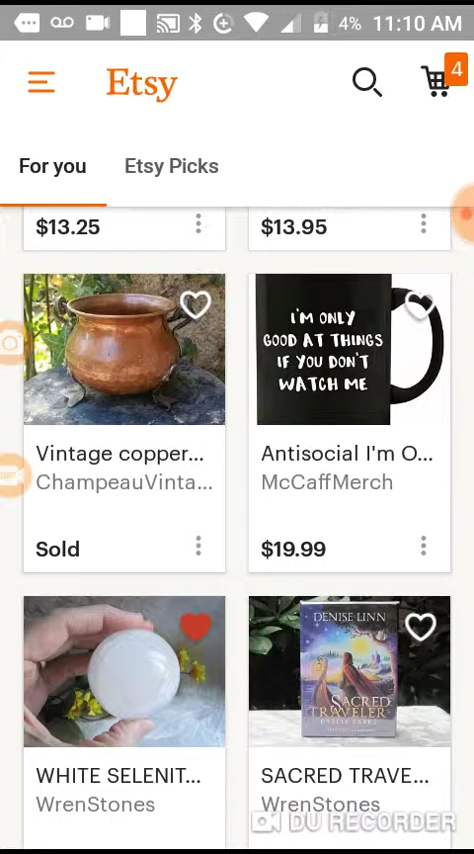 4% 11:10 AM
Etsy
4
For you Etsy Picks
$13.25 $13.95
I'M ONLY
GOOD AT THINGS
IF YOU DON'T
WATCH ME
Vintage copper... Antisocial I'm O...
ChampeauVinta... McCaffMerch
Sold $19.99
DENISE LINN
SACRED
TRAVELER
ORACLE CARDS
WHITE SELENIT... SACRED TRAVE...
WrenStones WrenStones
DU RECORDER